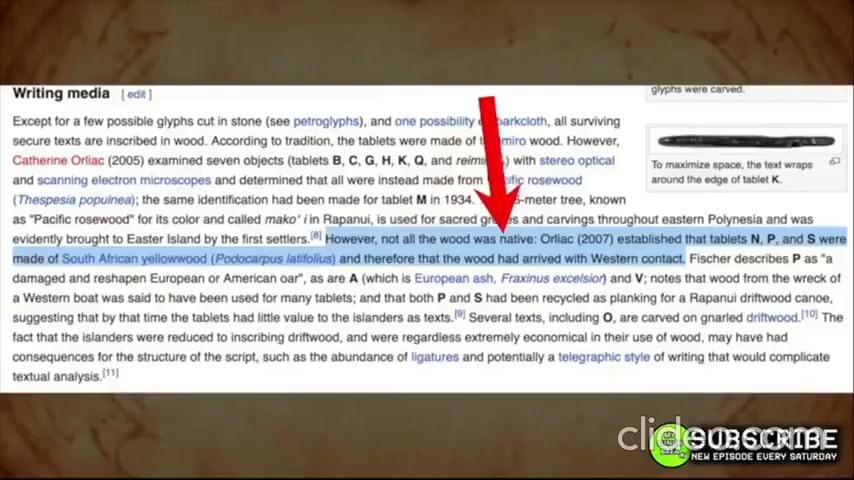 Writing media [ edit ]
glyphs were carved.
Except for a few possible glyphs cut in stone (see petroglyphs), and one possibility barkcloth, all surviving
secure texts are inscribed in wood. According to tradition, the tablets were made of wood. However,
Catherine Orliac (2005) examined seven objects (tablets B, C, G, H, K, Q, and with stereo optical
and scanning electron microscopes and determined that all were instead made from rosewood
(Thespesia populnea); the same identification had been made for tablet M in 1934. -meter tree, known
as "Pacific rosewood" for its color and called mako'i in Rapanui, is used for sacred and carvings throughout eastern Polynesia and was
evidently brought to Easter Island by the first settlers.[8] However, not all the wood was native: Orliac (2007) established that tablets N, P, and S were
made of South African yellowwood (Podocarpus latifolius) and therefore that the wood had arrived with Western contact. Fischer describes P as "a
damaged and reshapen European or American oar", as are A (which is European ash, Fraxinus excelsior) and V; notes that wood from the wreck of
a Western boat was said to have been used for many tablets; and that both P and S had been recycled as planking for a Rapanui driftwood canoe,
suggesting that by that time the tablets had little value to the islanders as texts.[9] Several texts, including O, are carved on gnarled driftwood.[10] The
fact that the islanders were reduced to inscribing driftwood, and were regardless extremely economical in their use of wood, may have had
consequences for the structure of the script, such as the abundance of ligatures and potentially a telegraphic style of writing that would complicate
textual analysis.[11]
To maximize space, the text wraps
around the edge of tablet K.
clideo.com
SUBSCRIBE
NEW EPISODE EVERY SATURDAY